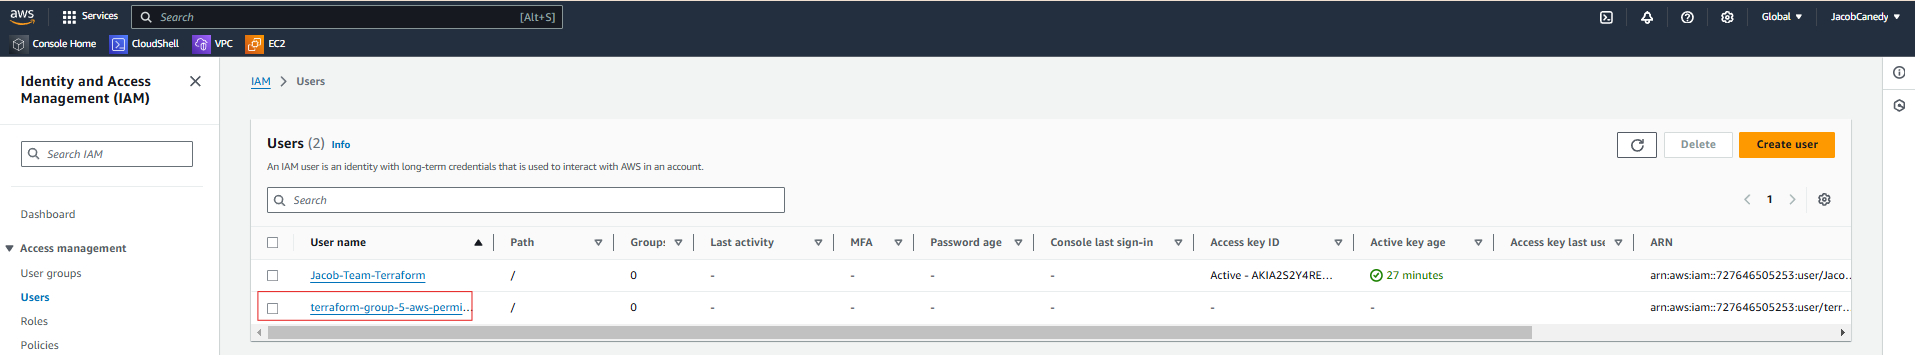 aws Services Search [Alt+S] Global JacobCanedy
Console Home CloudShell VPC EC2
Identity and Access
Management (IAM)
Search IAM
Dashboard
Access management
User groups
Users
Roles
Policies
IAM Users
Users (2) Info
An IAM user is an identity with long-term credentials that is used to interact with AWS in an account.
Delete Create user
Search
1
User name Path Groups Last activity MFA Password age Console last sign-in Access key ID Active key age Access key last use ARN
Jacob-Team-Terraform / 0 - - - - Active - AKIA2S2Y4RE... 27 minutes arn:aws:iam::727646505253:user/Jaco...
terraform-group-5-aws-permi... / 0 - - - - - - arn:aws:iam::727646505253:user/terr...